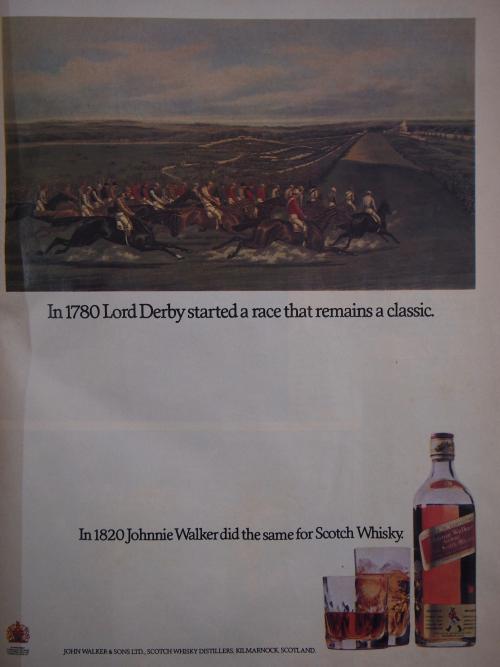 In 1780 Lord Derby started a race that remains a classic.
In 1820 Johnnie Walker did the same for Scotch Whisky.
JOHN WALKER & SONS LTD., SCOTCH WHISKY DISTILLERS, KILMARNOCK, SCOTLAND.